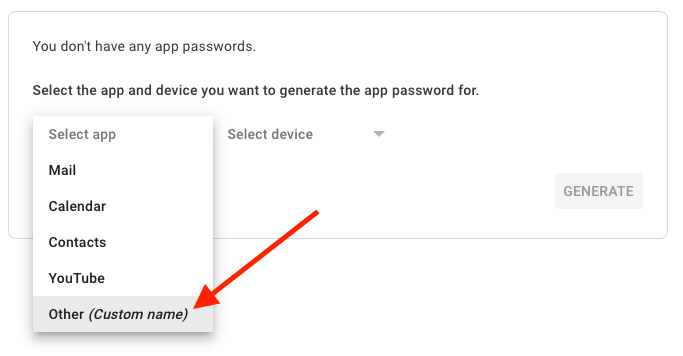 You don't have any app passwords.
Select the app and device you want to generate the app password for.
Select app
Select device
Mail
Calendar
Contacts
YouTube
Other (Custom name)
GENERATE